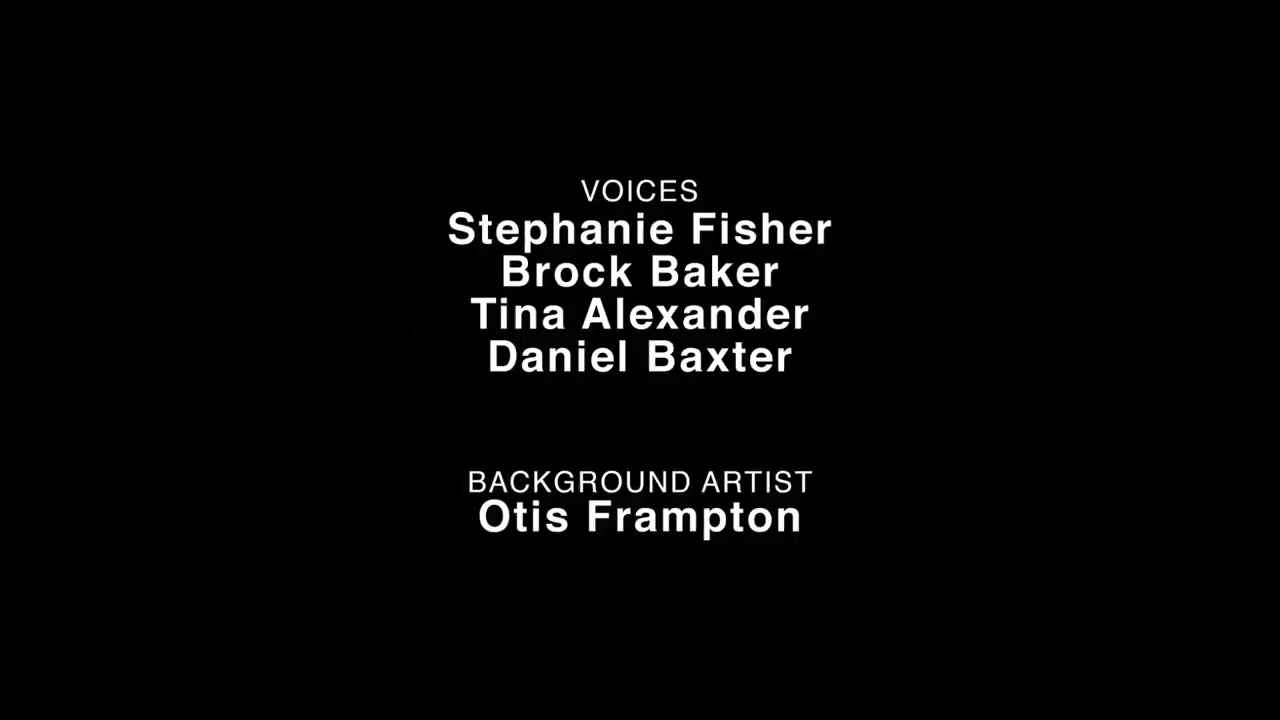 VOICES
Stephanie Fisher
Brock Baker
Tina Alexander
Daniel Baxter
BACKGROUND ARTIST
Otis Frampton